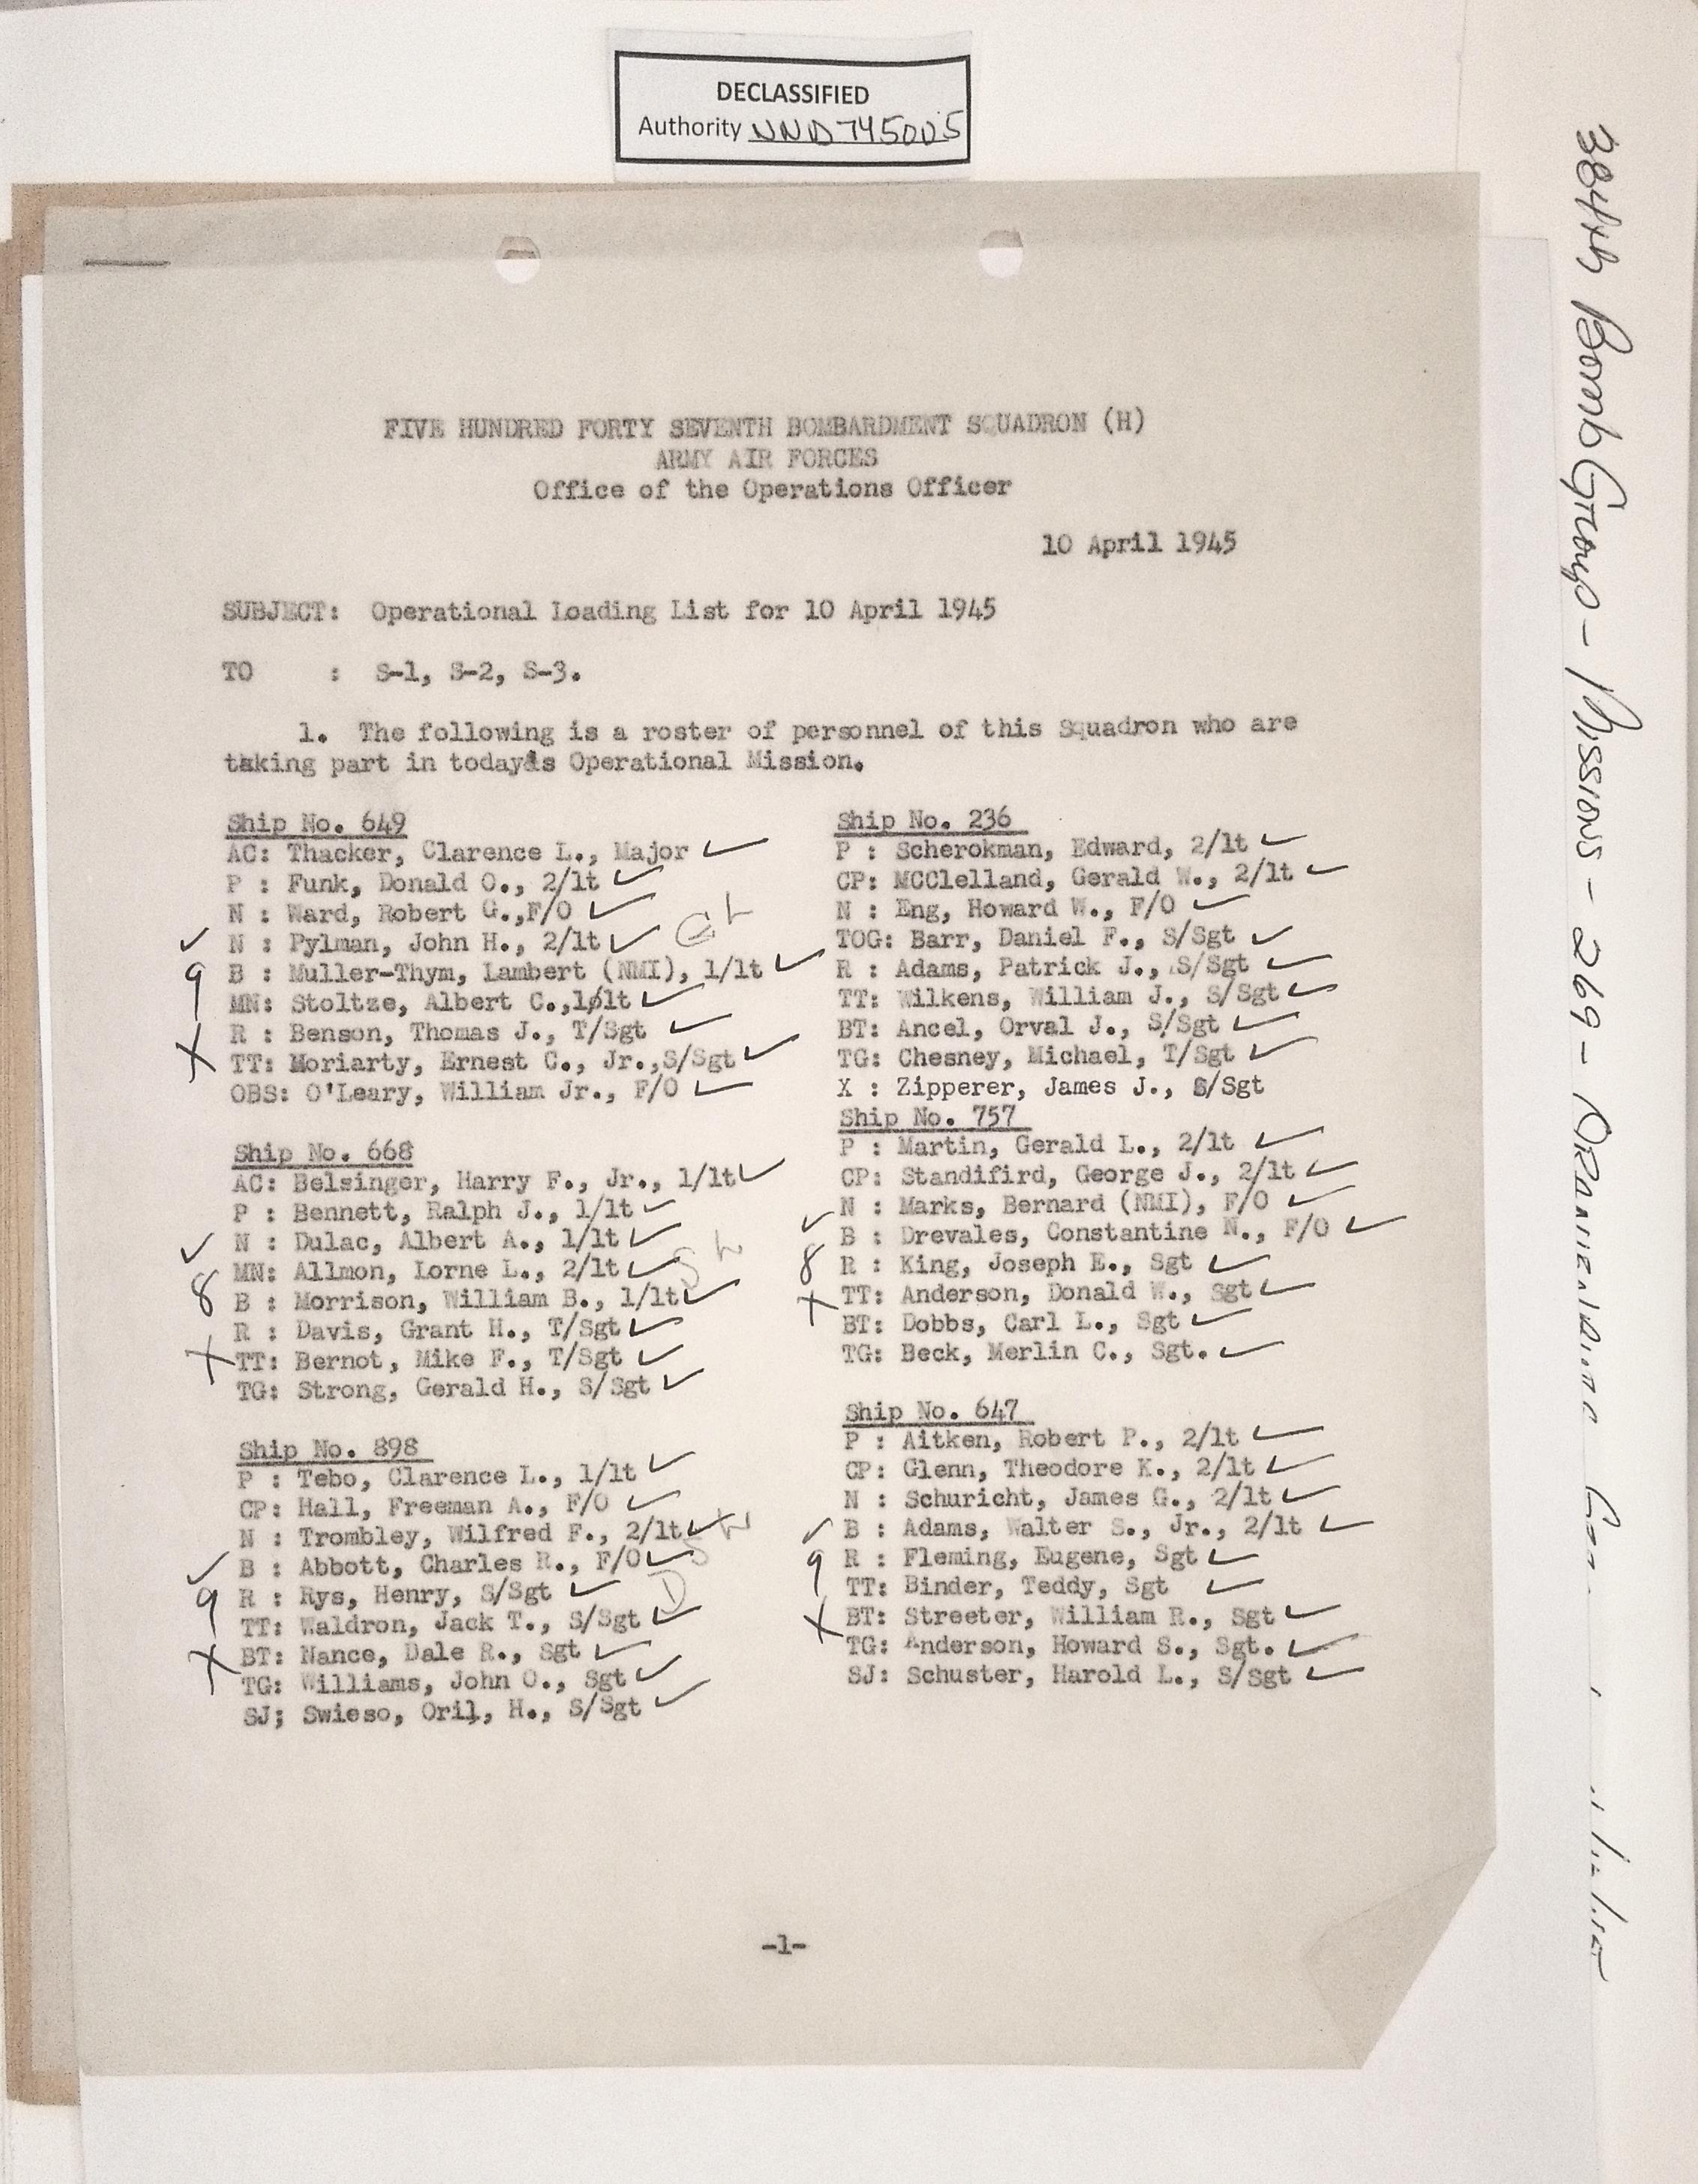 DECLASSIFIED
Authority NND 745005
384th Bomb Group - Missions - 269 -
FIVE HUNDRED FORTY SEVENTH BOMBARDMENT SQUADRON (H)
ARMY AIR FORCES
Office of the Operations Officer
10 April 1945
SUBJECT: Operational Loading List for 10 April 1945
TO : S-1, S-2, S-3.
1. The following is a roster of personnel of this Squadron who are
taking part in today's Operational Mission.
Ship No. 649
AC: Thacker, Clarence L., Major ✓
P : Funk, Donald O., 2/lt ✓
N : Ward, Robert G.,F/O ✓
✓ N : Pylman, John H., 2/lt ✓
9 B : Muller-Thym, Lambert (NMI), 1/lt ✓
MN: Stoltze, Albert C.,1/lt ✓
R : Benson, Thomas J., T/Sgt ✓
X TT: Moriarty, Ernest C., Jr.,S/Sgt ✓
OBS: O'Leary, William Jr., F/O ✓
Ship No. 668
AC: Belsinger, Harry F., Jr., 1/lt ✓
P : Bennett, Ralph J., 1/lt ✓
✓ N : Dulac, Albert A., 1/lt ✓
MN: Allmon, Lorne L., 2/lt ✓
8 B : Morrison, William B., 1/lt ✓
R : Davis, Grant H., T/Sgt ✓
X TT: Bernot, Mike F., T/Sgt ✓
TG: Strong, Gerald H., S/Sgt ✓
Ship No. 898
P : Tebo, Clarence L., 1/lt ✓
CP: Hall, Freeman A., F/O ✓
N : Trombley, Wilfred F., 2/lt ✓
✓ B : Abbott, Charles R., F/O ✓
9 R : Rys, Henry, S/Sgt ✓
TT: Waldron, Jack T., S/Sgt ✓
X BT: Nance, Dale R., Sgt ✓
TG: Williams, John O., Sgt ✓
SJ; Swieso, Oril, H., S/Sgt ✓
Ship No. 236
P : Scherokman, Edward, 2/lt ✓
CP: MCClelland, Gerald W., 2/lt ✓
N : Eng, Howard W., F/O ✓
TOG: Barr, Daniel F., S/Sgt ✓
R : Adams, Patrick J., S/Sgt ✓
TT: Wilkens, William J., S/Sgt ✓
BT: Ancel, Orval J., S/Sgt ✓
TG: Chesney, Michael, T/Sgt ✓
X : Zipperer, James J., S/Sgt
Ship No. 757
P : Martin, Gerald L., 2/lt ✓
CP: Standifird, George J., 2/lt ✓
N : Marks, Bernard (NMI), F/O ✓
✓ B : Drevales, Constantine N., F/O ✓
8 R : King, Joseph E., Sgt ✓
X TT: Anderson, Donald W., Sgt ✓
BT: Dobbs, Carl L., Sgt ✓
TG: Beck, Merlin C., Sgt. ✓
Ship No. 647
P : Aitken, Robert P., 2/lt ✓
CP: Glenn, Theodore K., 2/lt ✓
N : Schuricht, James G., 2/lt ✓
✓ B : Adams, Walter S., Jr., 2/lt ✓
9 R : Fleming, Eugene, Sgt ✓
TT: Binder, Teddy, Sgt ✓
X BT: Streeter, William R., Sgt ✓
TG: Anderson, Howard S., Sgt. ✓
SJ: Schuster, Harold L., S/Sgt ✓
-1-